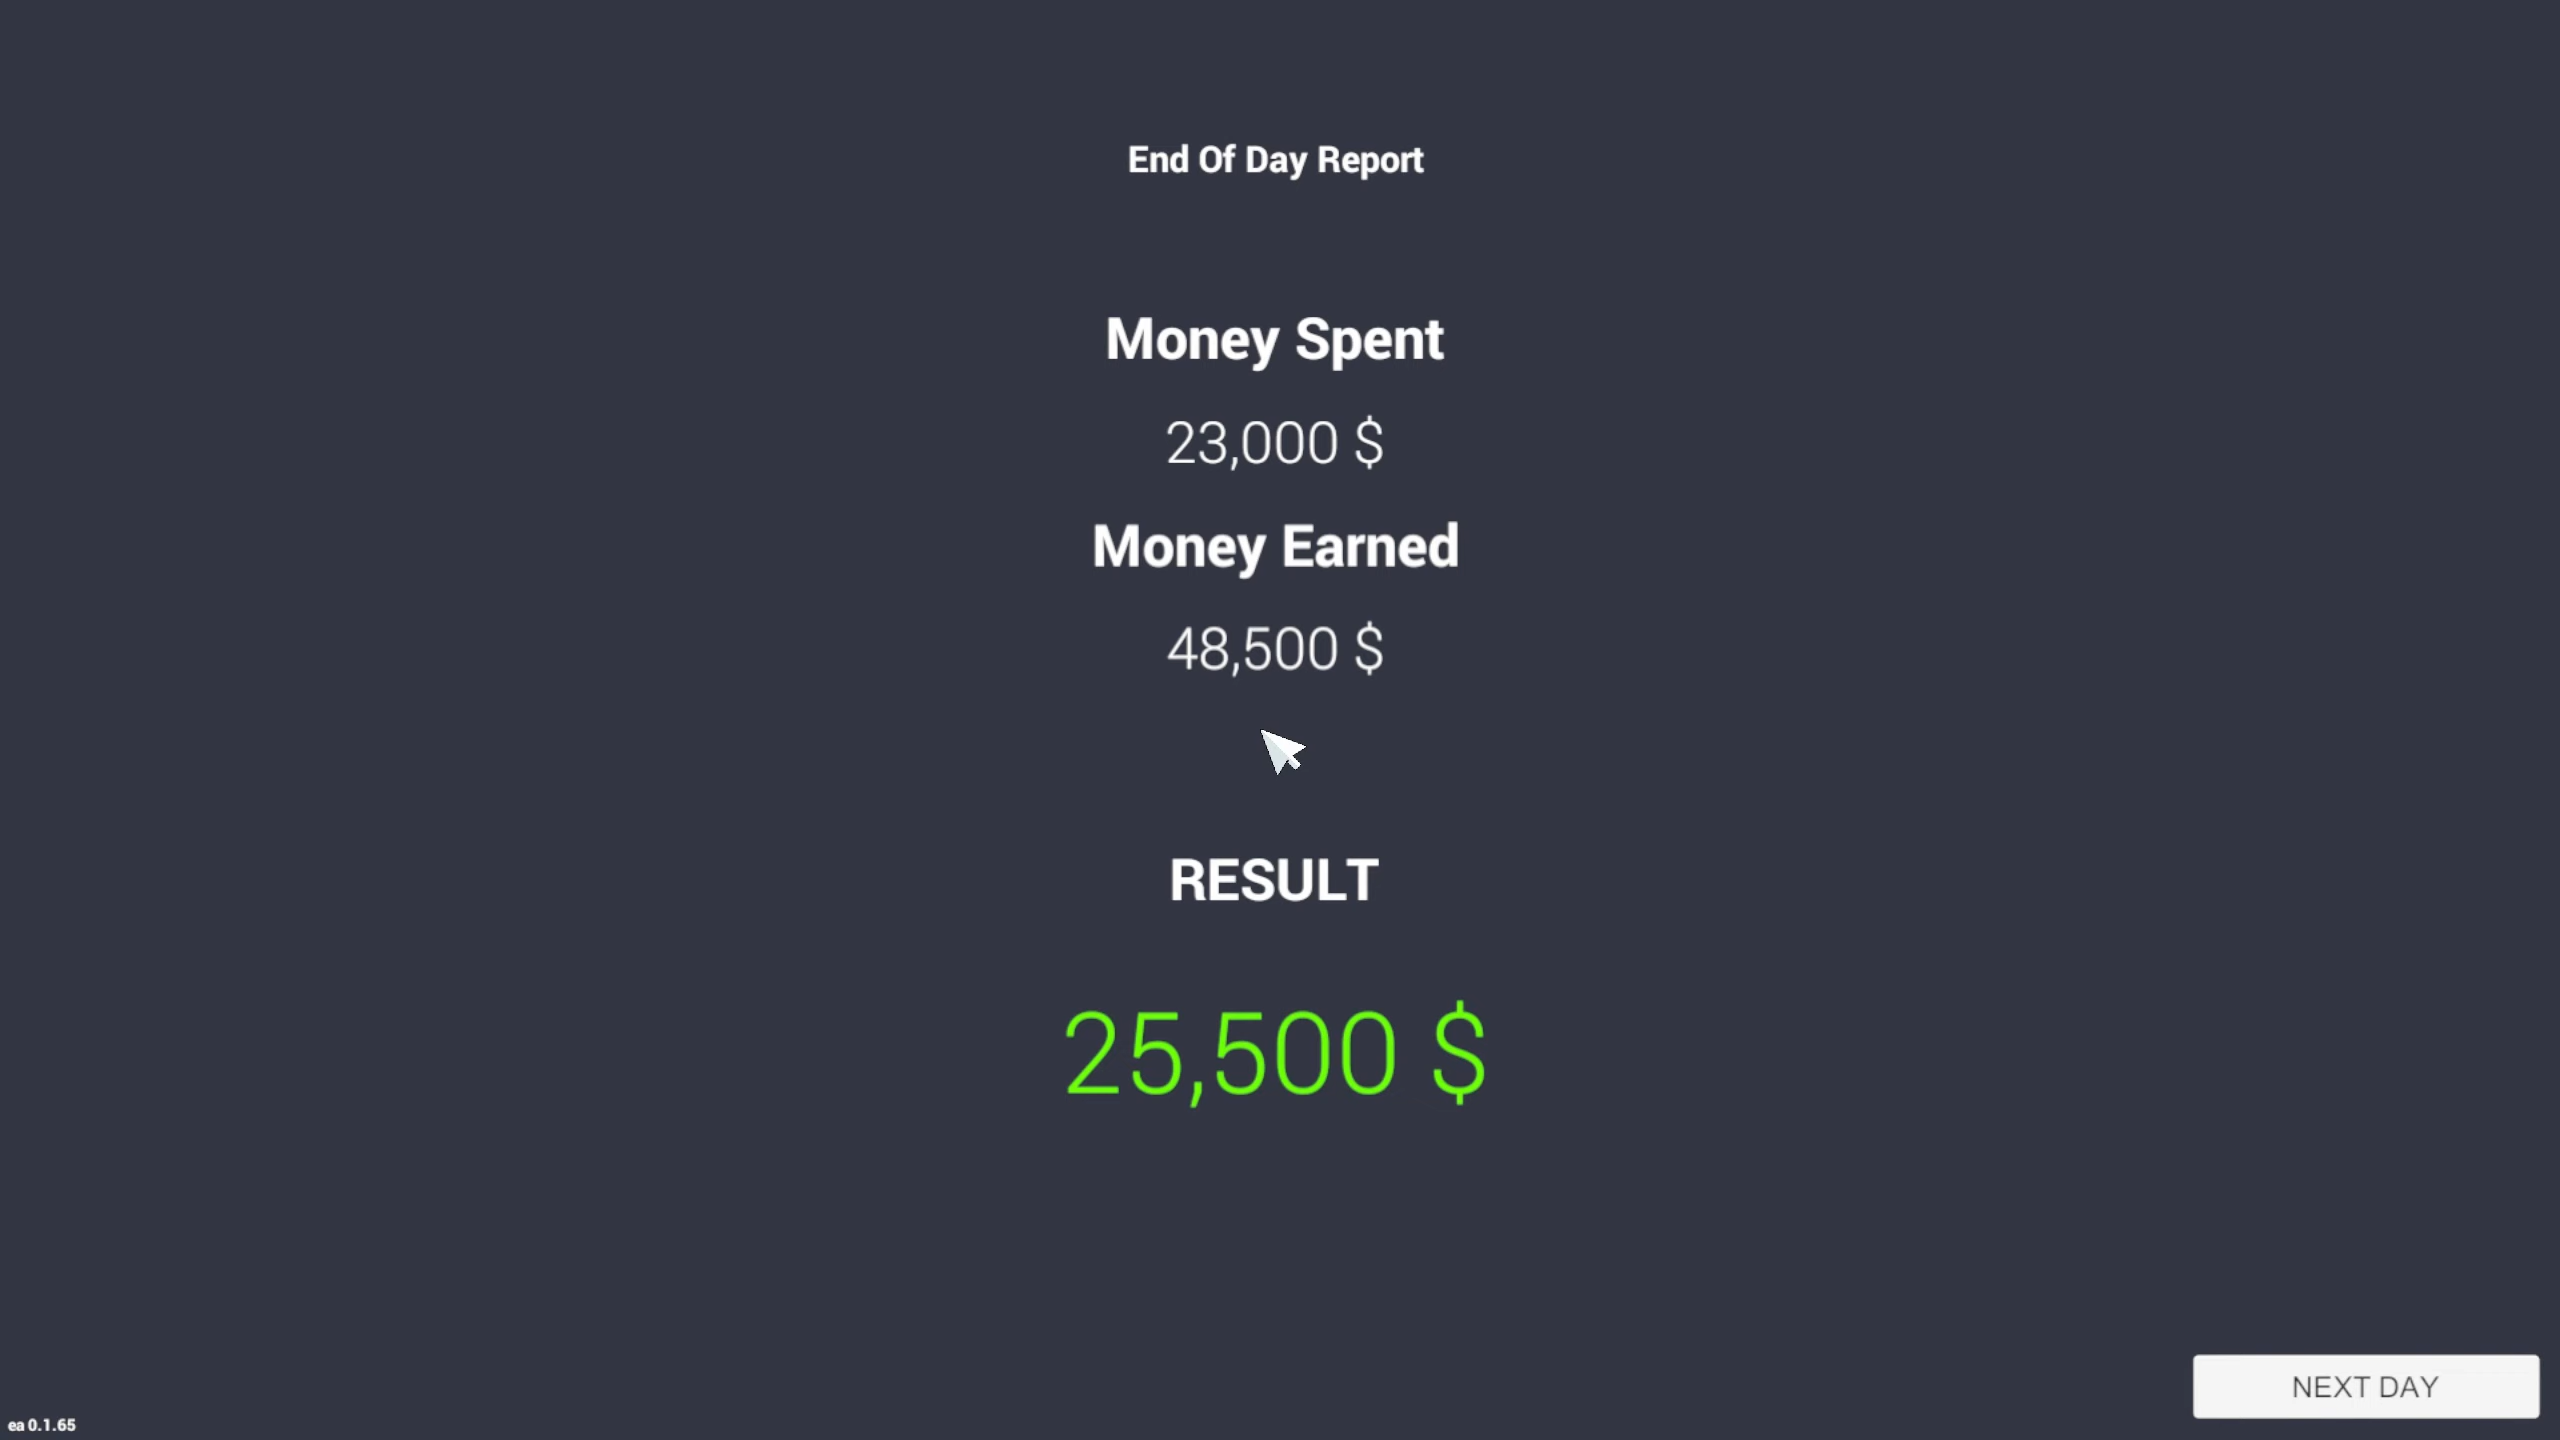 End Of Day Report
Money Spent
23,000 $
Money Earned
48,500 $
RESULT
25,500 $
NEXT DAY
ea 0.1.65